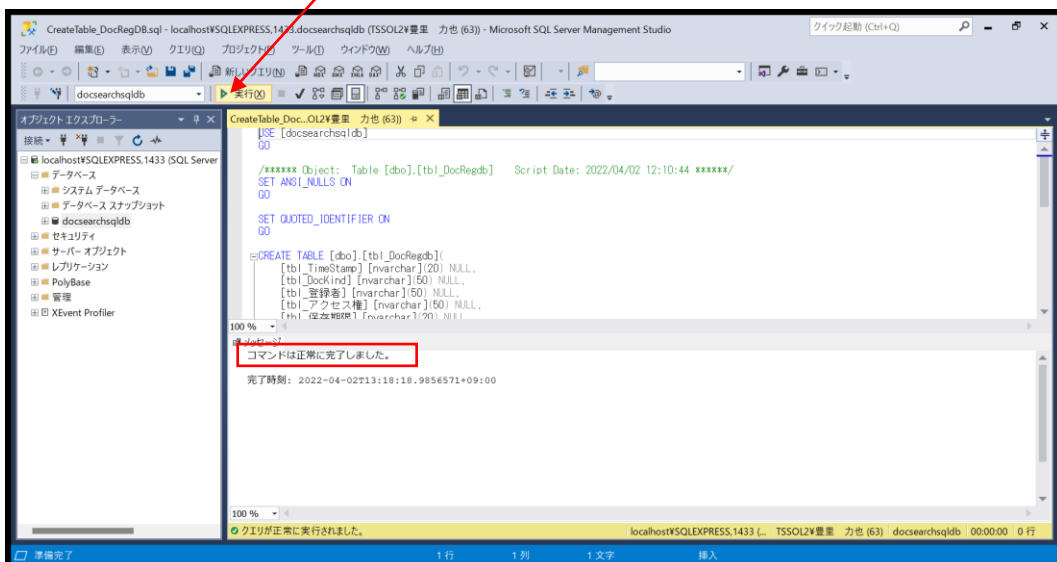 CreateTable_DocRegDB.sql - localhost¥SQLEXPRESS,1433.docsearchsqldb (TSSOL2¥豊里　力也 (63)) - Microsoft SQL Server Management Studio
クイック起動 (Ctrl+Q)
ファイル(F) 編集(E) 表示(V) クエリ(Q) プロジェクト(P) ツール(T) ウィンドウ(W) ヘルプ(H)
新しいクエリ(N)
docsearchsqldb 実行(X)
オブジェクト エクスプローラー
接続
localhost¥SQLEXPRESS,1433 (SQL Server
データベース
システム データベース
データベース スナップショット
docsearchsqldb
セキュリティ
サーバー オブジェクト
レプリケーション
PolyBase
管理
XEvent Profiler
CreateTable_Doc...OL2¥豊里　力也 (63))
USE [docsearchsqldb]
GO
/****** Object:  Table [dbo].[tbl_DocRegdb]    Script Date: 2022/04/02 12:10:44 ******/
SET ANSI_NULLS ON
GO
SET QUOTED_IDENTIFIER ON
GO
CREATE TABLE [dbo].[tbl_DocRegdb](
[tbl_TimeStamp] [nvarchar](20) NULL,
[tbl_DocKind] [nvarchar](50) NULL,
[tbl_登録者] [nvarchar](50) NULL,
[tbl_アクセス権] [nvarchar](50) NULL,
[tbl_保存期限] [nvarchar](20) NULL
100 %
メッセージ
コマンドは正常に完了しました。
完了時刻: 2022-04-02T13:18:18.9856571+09:00
100 %
クエリが正常に実行されました。 localhost¥SQLEXPRESS,1433 (... TSSOL2¥豊里　力也 (63) docsearchsqldb 00:00:00 0 行
準備完了 1 行 1 列 1 文字 挿入